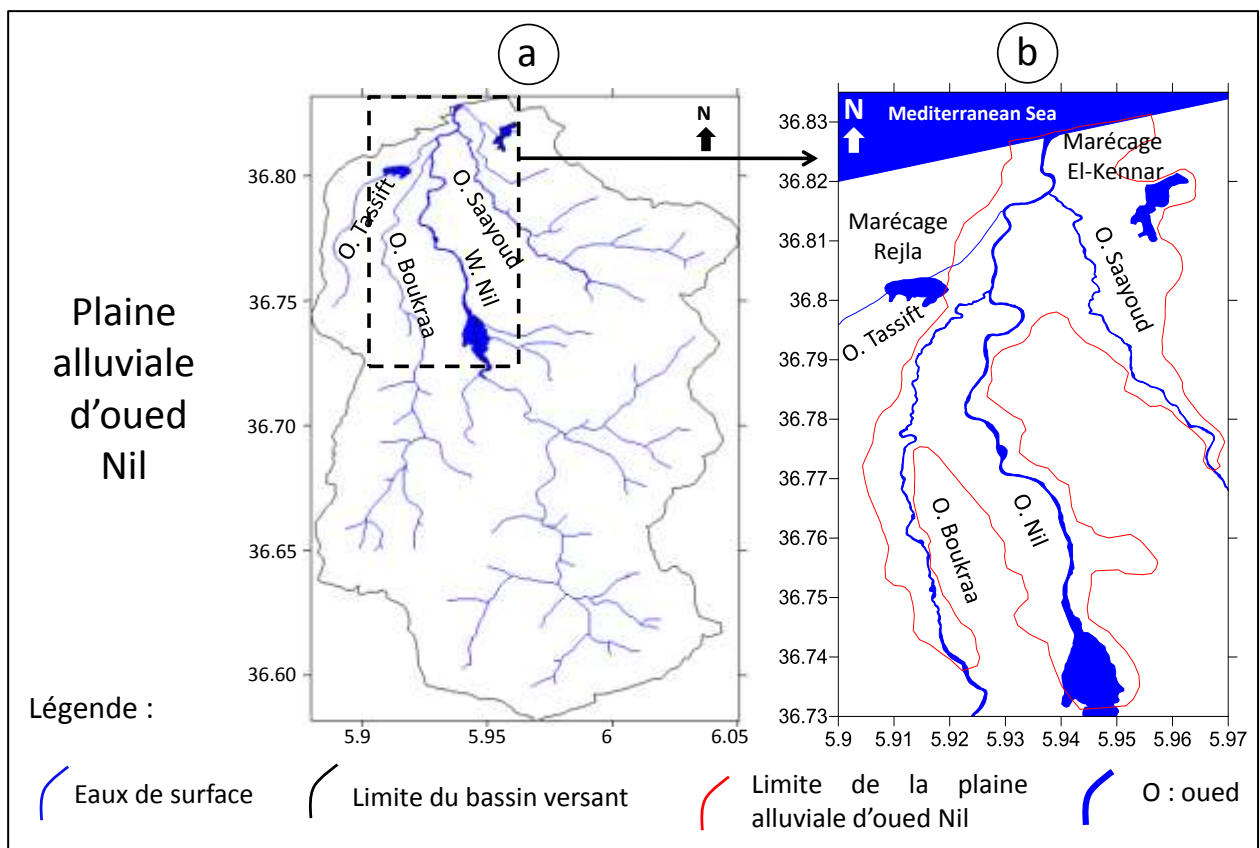 Plaine
alluviale
d'oued
Nil
a
N
36.80
36.75
36.70
36.65
36.60
5.9
5.95
6
6.05
O. Tassift
O. Boukraa
O. Saayoud
W. Nil
b
N
Mediterranean Sea
Marécage
El-Kennar
Marécage
Rejla
O. Tassift
O. Saayoud
O. Boukraa
O. Nil
36.83
36.82
36.81
36.8
36.79
36.78
36.77
36.76
36.75
36.74
36.73
5.9
5.91
5.92
5.93
5.94
5.95
5.96
5.97
Légende :
Eaux de surface
Limite du bassin versant
Limite de la plaine
alluviale d'oued Nil
O : oued